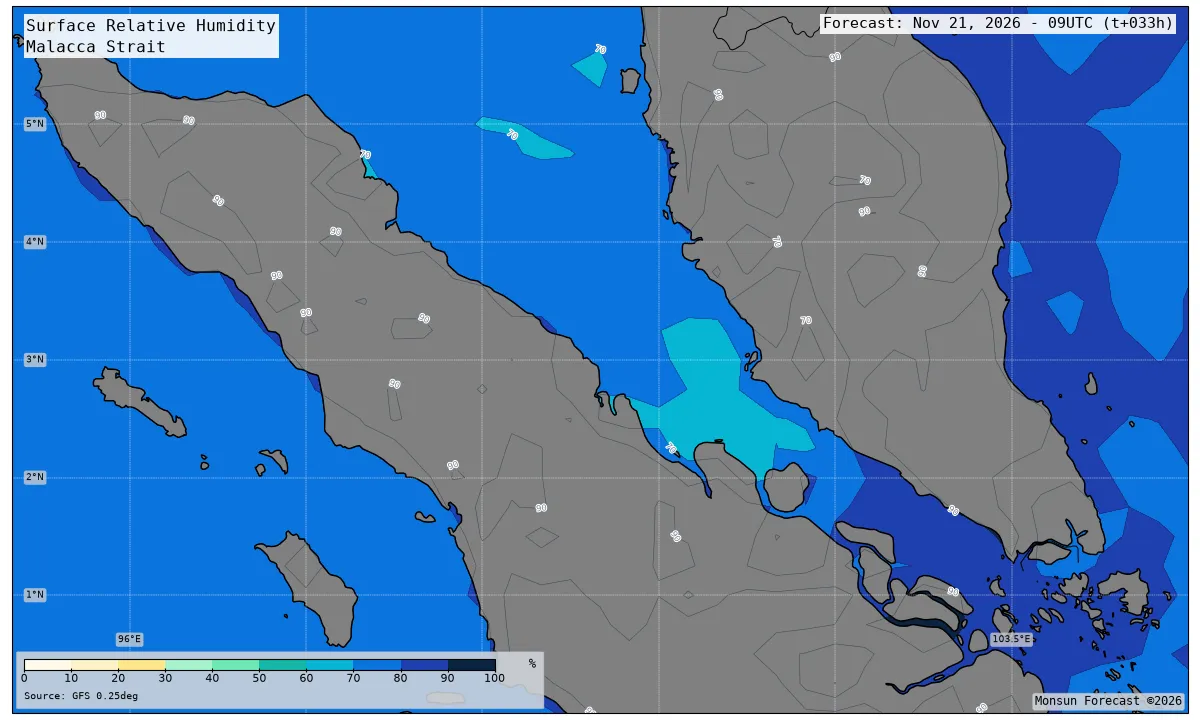 Surface Relative Humidity
Malacca Strait
Forecast: Nov 21, 2026 - 09UTC (t+033h)
70
90
90
90
5°N
90
90
70
70
70
90
90
90
4°N
90
70
90
90
90
90
70
3°N
90
70
90
2°N
90
90
90
1°N
90
96°E
103.5°E
%
0 10 20 30 40 50 60 70 80 90 100
Source: GFS 0.25deg
Monsun Forecast ©2026
90
90